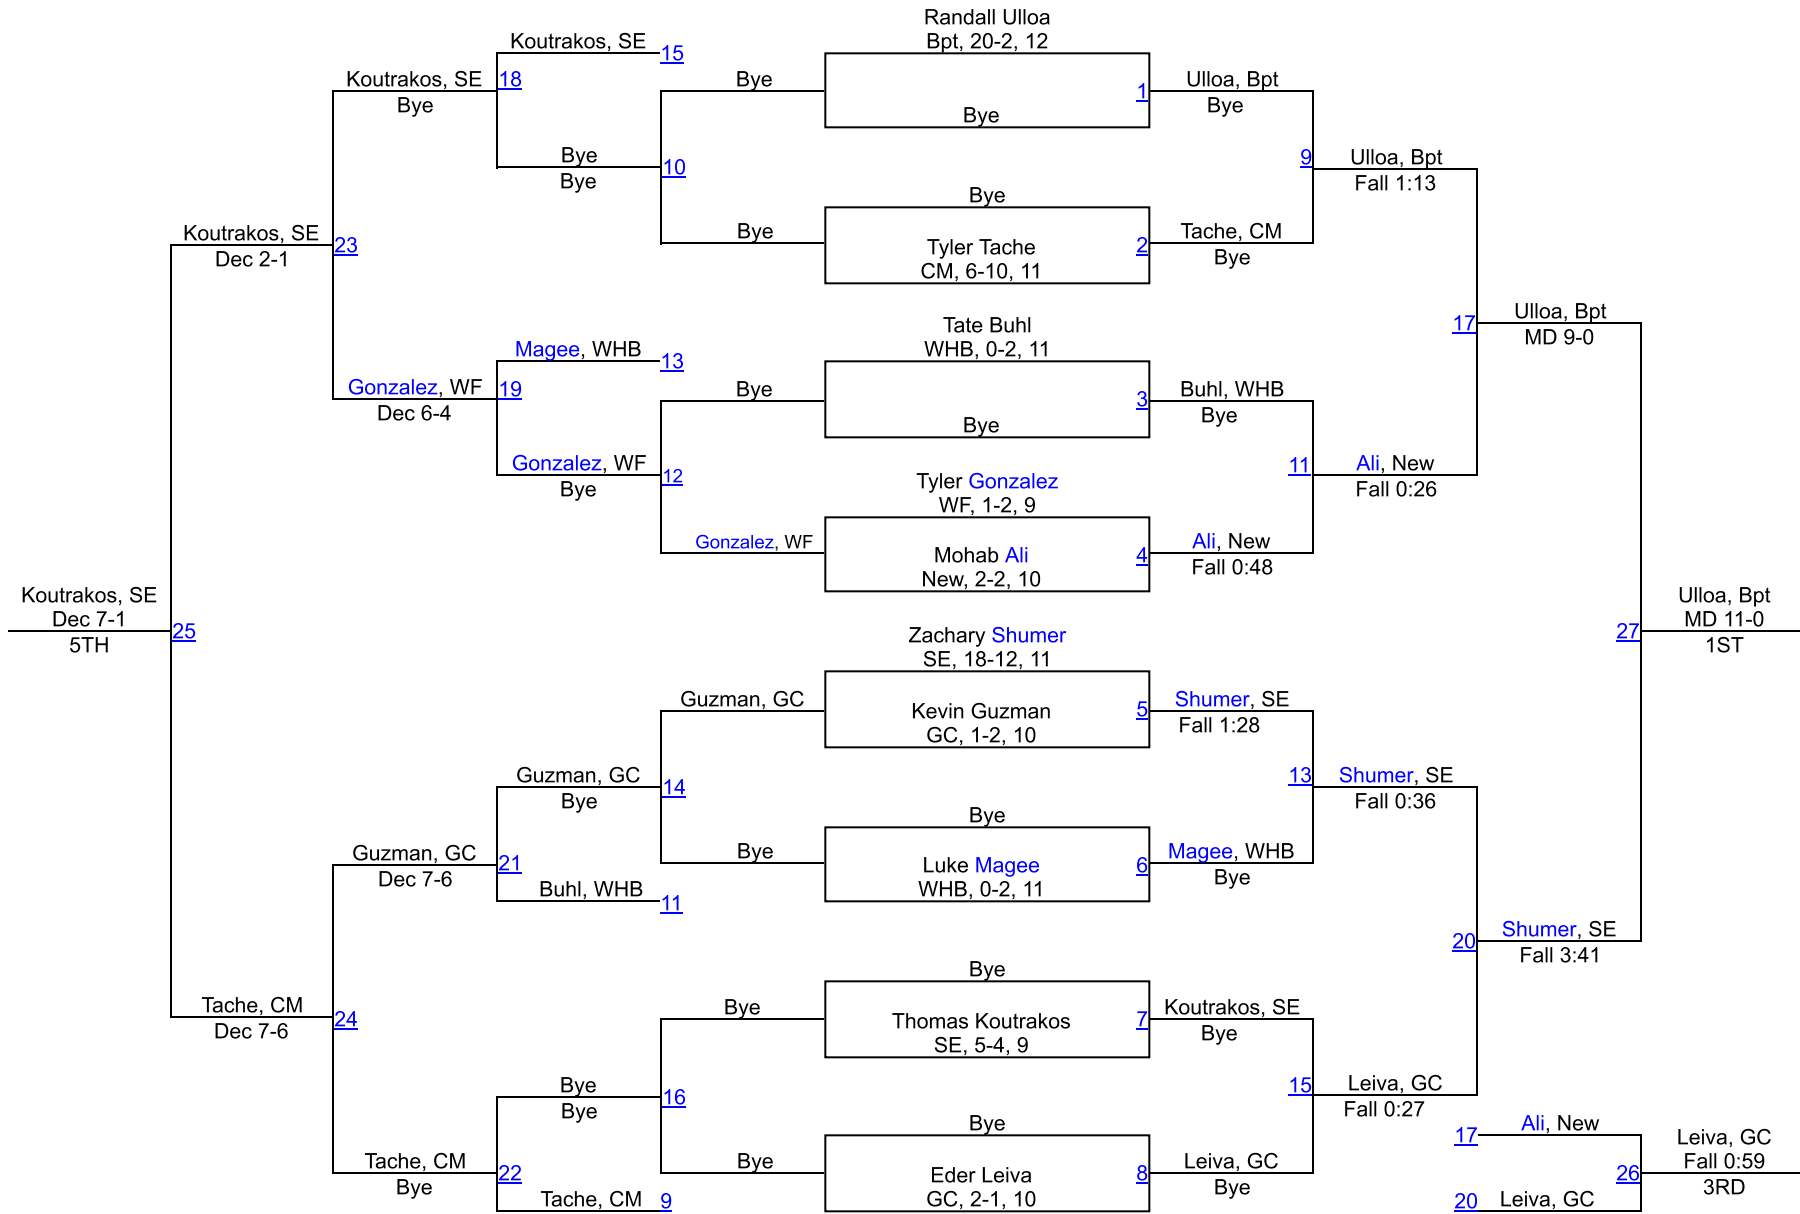 Randall Ulloa
Bpt, 20-2, 12
Koutrakos, SE
15
Koutrakos, SE
18
Bye
Bye
1
Ulloa, Bpt
Bye
Bye
Bye
10
Bye
9
Ulloa, Bpt
Fall 1:13
Bye
Bye
Tyler Tache
CM, 6-10, 11
2
Tache, CM
Bye
Koutrakos, SE
Dec 2-1
23
Tate Buhl
WHB, 0-2, 11
17
Ulloa, Bpt
MD 9-0
Magee, WHB
13
Gonzalez, WF
Dec 6-4
19
Bye
Bye
3
Buhl, WHB
Bye
Gonzalez, WF
Bye
12
11
Ali, New
Fall 0:26
Tyler Gonzalez
WF, 1-2, 9
Gonzalez, WF
Mohab Ali
New, 2-2, 10
4
Ali, New
Fall 0:48
Koutrakos, SE
Dec 7-1
5TH
25
27
Ulloa, Bpt
MD 11-0
1ST
Zachary Shumer
SE, 18-12, 11
Guzman, GC
Kevin Guzman
GC, 1-2, 10
5
Shumer, SE
Fall 1:28
Guzman, GC
Bye
14
13
Shumer, SE
Fall 0:36
Bye
Bye
Luke Magee
WHB, 0-2, 11
6
Magee, WHB
Bye
Guzman, GC
Dec 7-6
21
Buhl, WHB
11
20
Shumer, SE
Fall 3:41
Bye
Bye
Thomas Koutrakos
SE, 5-4, 9
7
Koutrakos, SE
Bye
Tache, CM
Dec 7-6
24
Bye
Bye
16
15
Leiva, GC
Fall 0:27
Bye
Bye
Eder Leiva
GC, 2-1, 10
8
Leiva, GC
Bye
Tache, CM
Bye
22
Tache, CM
9
17
Ali, New
26
Leiva, GC
Fall 0:59
3RD
20
Leiva, GC